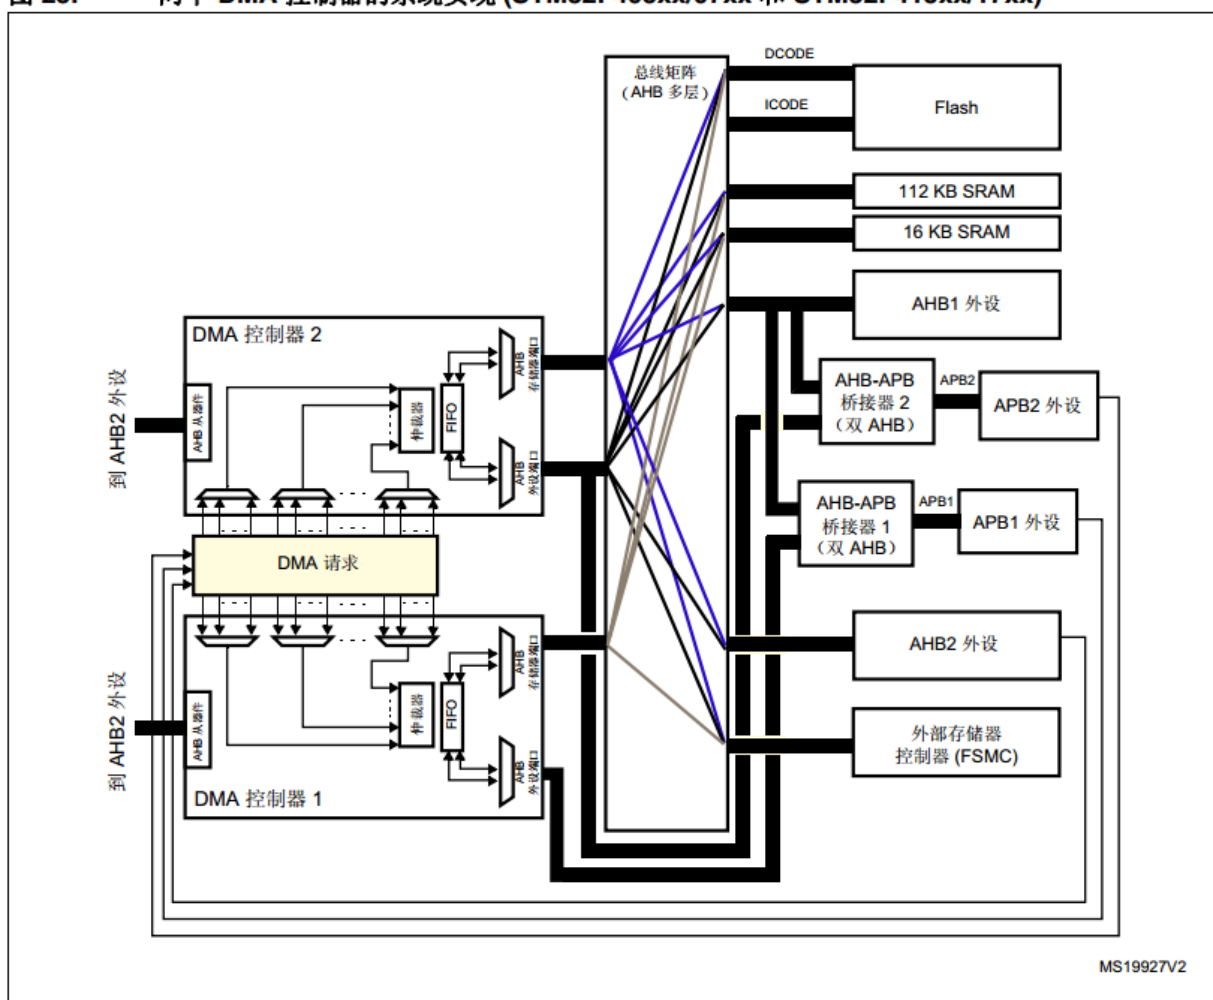 DCODE
总线矩阵
（AHB 多层）
ICODE
Flash
112 KB SRAM
16 KB SRAM
AHB1 外设
DMA 控制器 2
AHB
存储器端口
到 AHB2 外设
AHB 从器件
仲裁器
FIFO
AHB
外设端口
AHB-APB
桥接器 2
（双 AHB）
APB2
APB2 外设
AHB-APB
桥接器 1
（双 AHB）
APB1
APB1 外设
DMA 请求
AHB2 外设
到 AHB2 外设
AHB 从器件
仲裁器
FIFO
AHB
存储器端口
AHB
外设端口
DMA 控制器 1
外部存储器
控制器 (FSMC)
MS19927V2